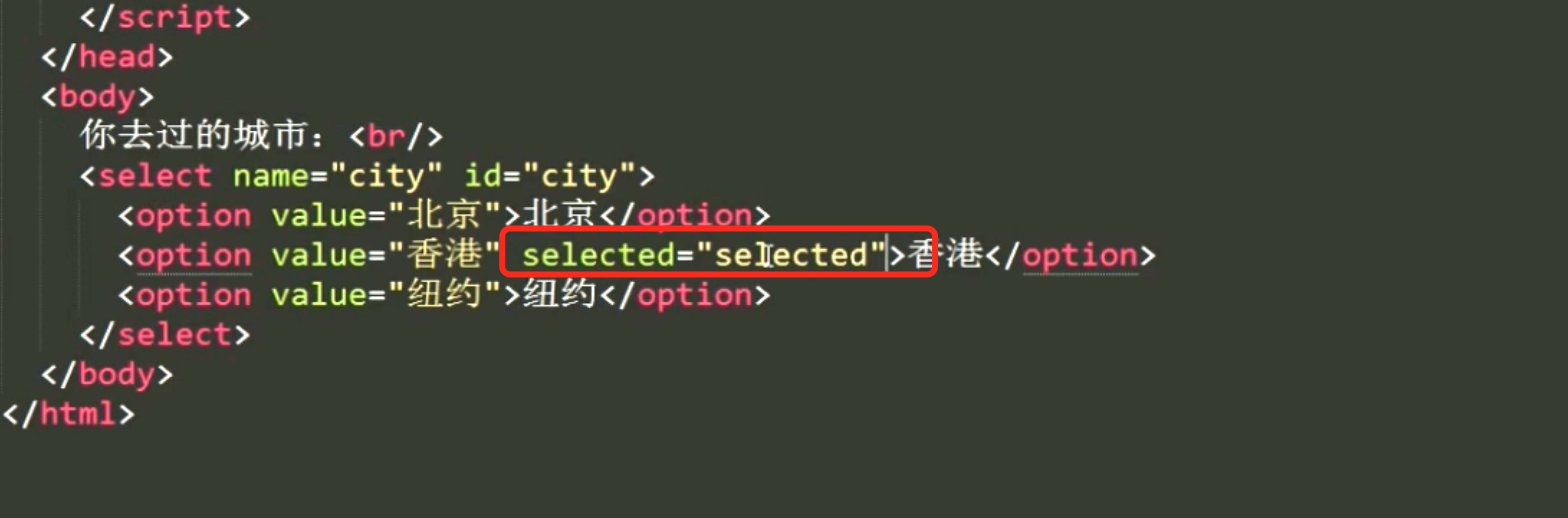 </script>
</head>
<body>
你去过的城市：<br/>
<select name="city" id="city">
<option value="北京">北京</option>
<option value="香港" selected="selected">香港</option>
<option value="纽约">纽约</option>
</select>
</body>
</html>